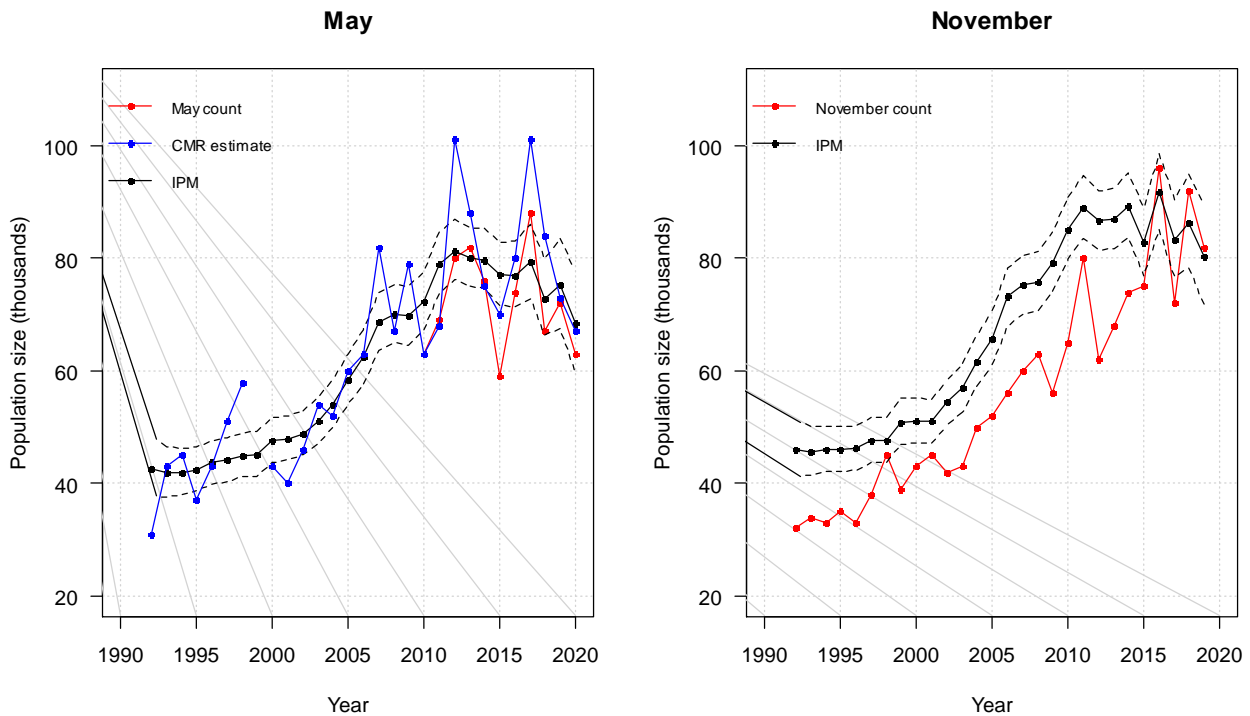 May
November
Population size (thousands)
100
80
60
40
20
May count
CMR estimate
IPM
1990 1995 2000 2005 2010 2015 2020
Year
Population size (thousands)
100
80
60
40
20
November count
IPM
1990 1995 2000 2005 2010 2015 2020
Year